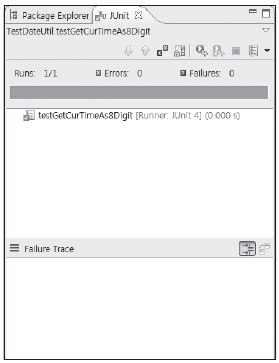 Package Explorer JUnit
TestDateUtil.testGetCurTimeAs8Digit
Runs: 1/1 Errors: 0 Failures: 0
testGetCurTimeAs8Digit [Runner: JUnit 4] (0.000 s)
Failure Trace